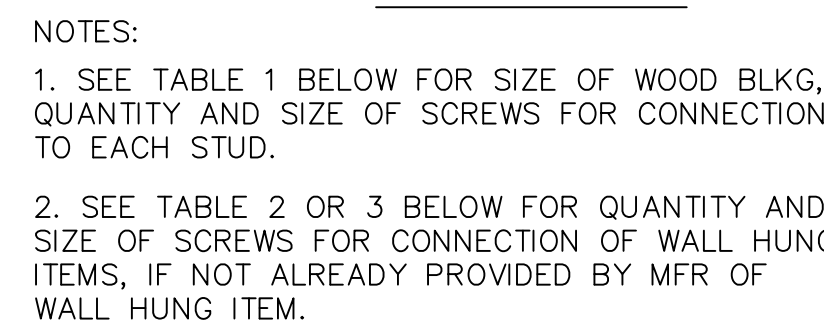 NOTES:
1. SEE TABLE 1 BELOW FOR SIZE OF WOOD BLKG,
QUANTITY AND SIZE OF SCREWS FOR CONNECTION
TO EACH STUD.
2. SEE TABLE 2 OR 3 BELOW FOR QUANTITY AND
SIZE OF SCREWS FOR CONNECTION OF WALL HUNG
ITEMS, IF NOT ALREADY PROVIDED BY MFR OF
WALL HUNG ITEM.